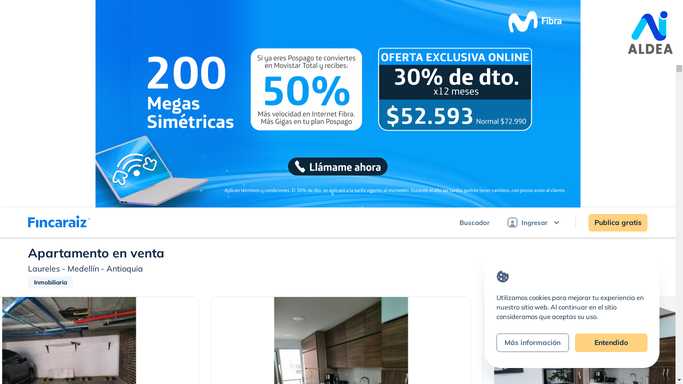 Fibra
ALDEA
200
Megas
Simétricas
Si ya eres Pospago te conviertes
en Movistar Total y recibes.
50%
Más velocidad en Internet Fibra.
Más Gigas en tu plan Pospago
OFERTA EXCLUSIVA ONLINE
30% de dto.
x12 meses
$52.593 Normal $72.990
Llámame ahora
Fincaraíz
Buscador
Ingresar
Publica gratis
Apartamento en venta
Laureles - Medellín - Antioquia
Inmobiliaria
Utilizamos cookies para mejorar tu experiencia en
nuestro sitio web. Al continuar en el sitio
consideramos que aceptas su uso.
Más información
Entendido